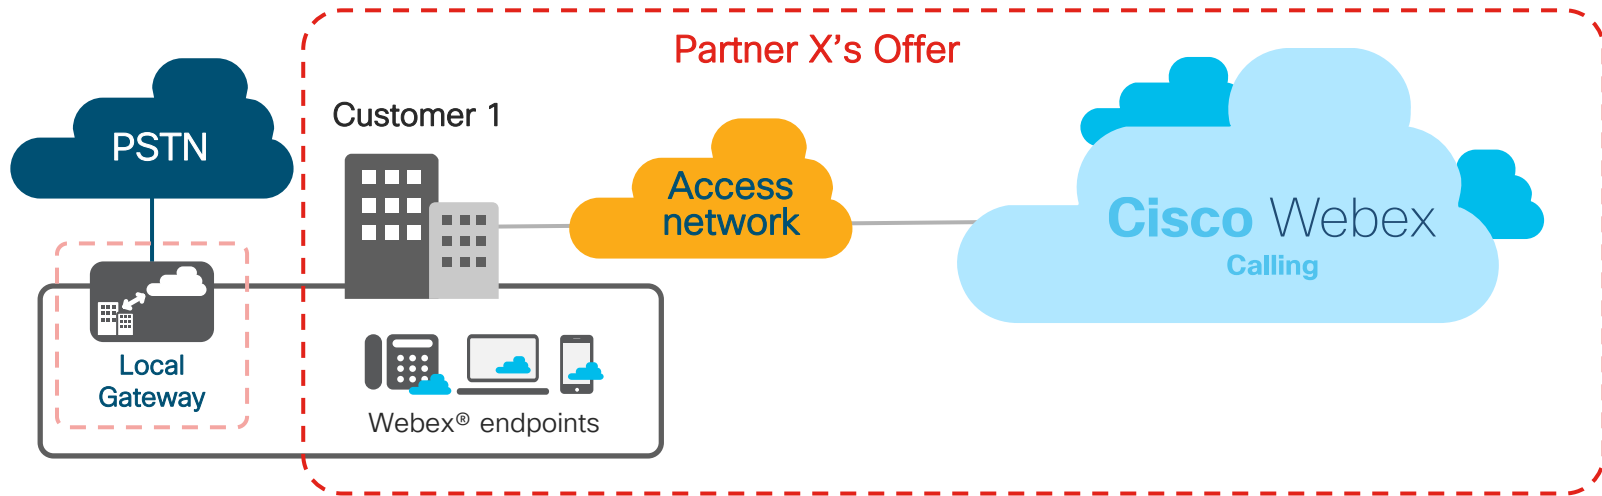 Partner X's Offer
PSTN
Customer 1
Access
network
Cisco Webex
Calling
Local
Gateway
Webex® endpoints